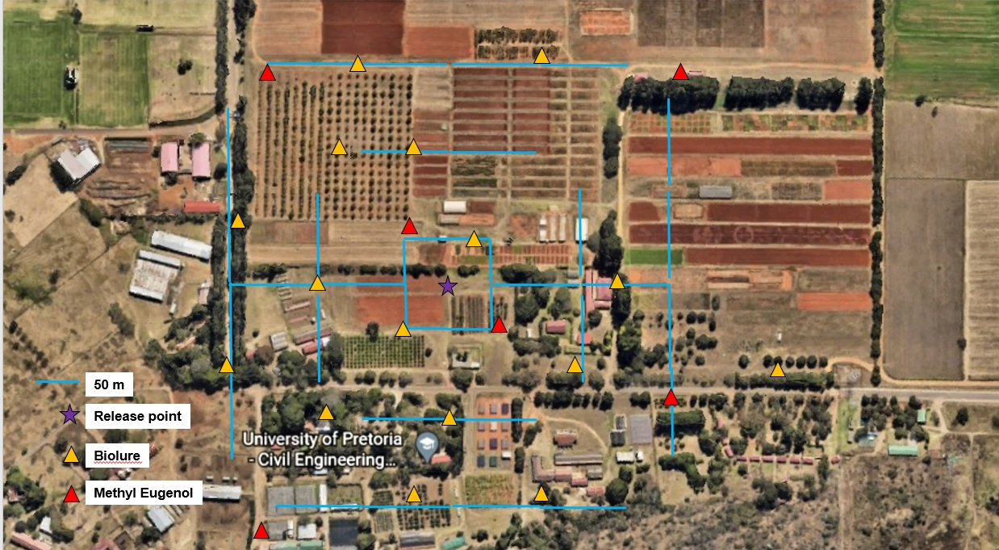 University of Pretoria
- Civil Engineering...
50 m
Release point
Biolure
Methyl Eugenol